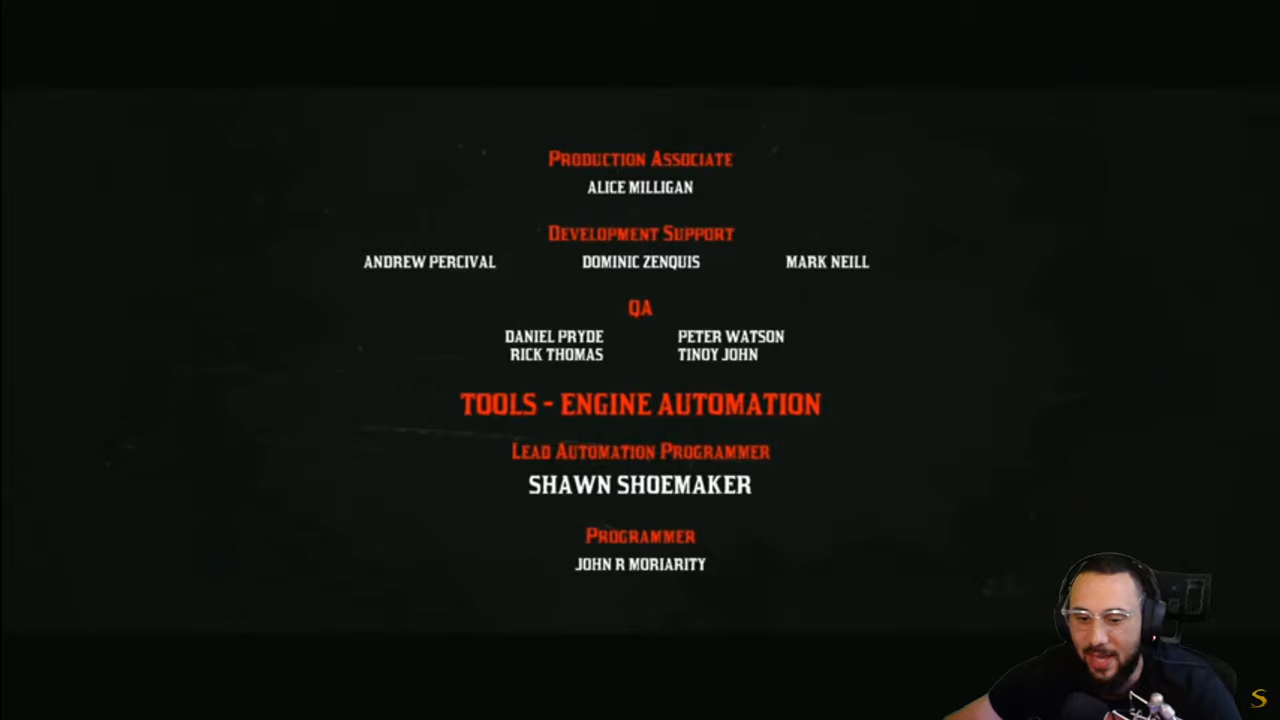 PRODUCTION ASSOCIATE
ALICE MILLIGAN
DEVELOPMENT SUPPORT
ANDREW PERCIVAL DOMINIC ZENQUIS MARK NEILL
QA
DANIEL PRYDE PETER WATSON
RICK THOMAS TINOY JOHN
TOOLS - ENGINE AUTOMATION
LEAD AUTOMATION PROGRAMMER
SHAWN SHOEMAKER
PROGRAMMER
JOHN R MORIARITY
S